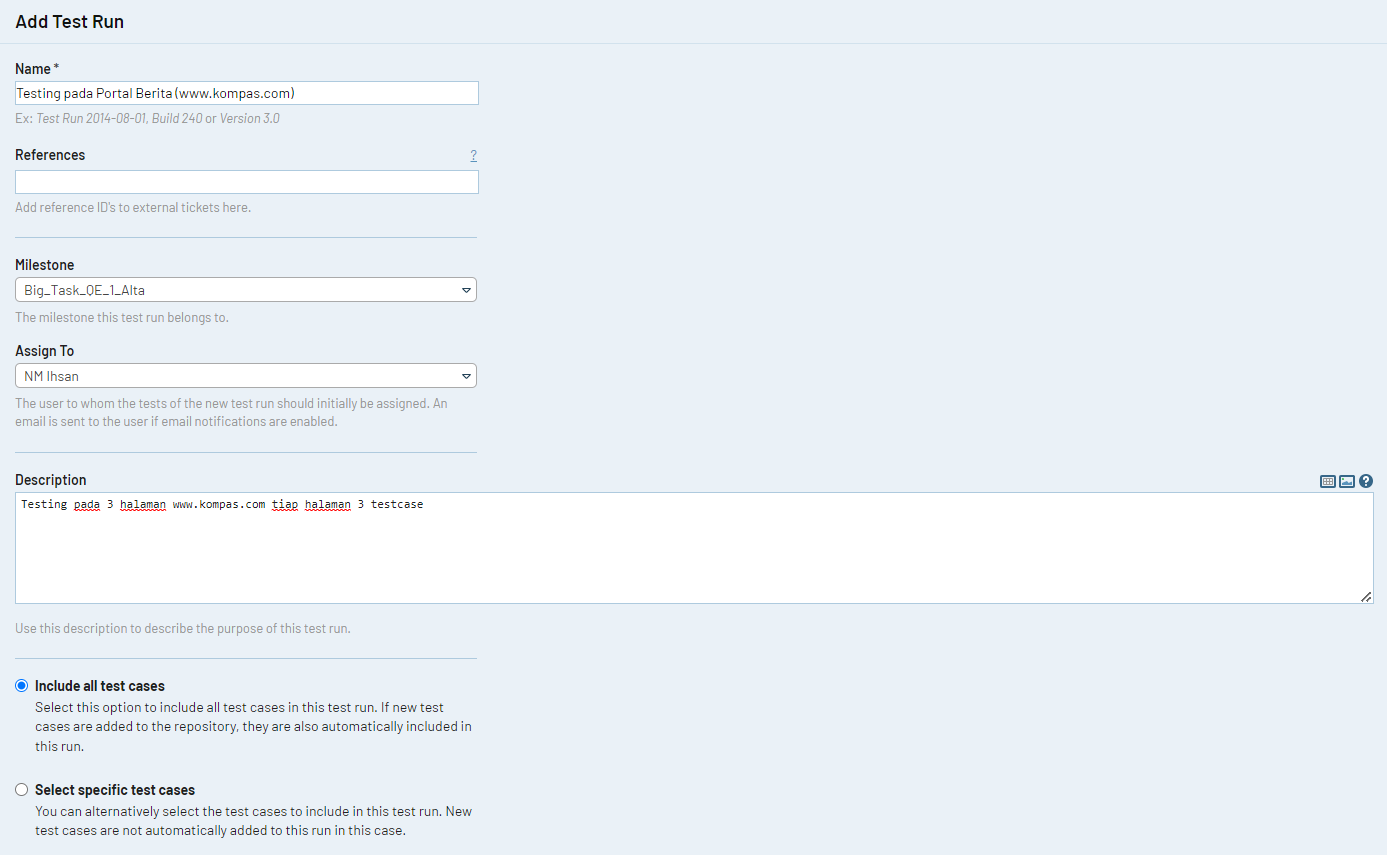 Add Test Run
Name *
Testing pada Portal Berita (www.kompas.com)
Ex: Test Run 2014-08-01, Build 240 or Version 3.0
References ?
Add reference ID's to external tickets here.
Milestone
Big_Task_QE_1_Alta
The milestone this test run belongs to.
Assign To
NM Ihsan
The user to whom the tests of the new test run should initially be assigned. An
email is sent to the user if email notifications are enabled.
Description
?
Testing pada 3 halaman www.kompas.com tiap halaman 3 testcase
Use this description to describe the purpose of this test run.
Include all test cases
Select this option to include all test cases in this test run. If new test
cases are added to the repository, they are also automatically included in
this run.
Select specific test cases
You can alternatively select the test cases to include in this test run. New
test cases are not automatically added to this run in this case.